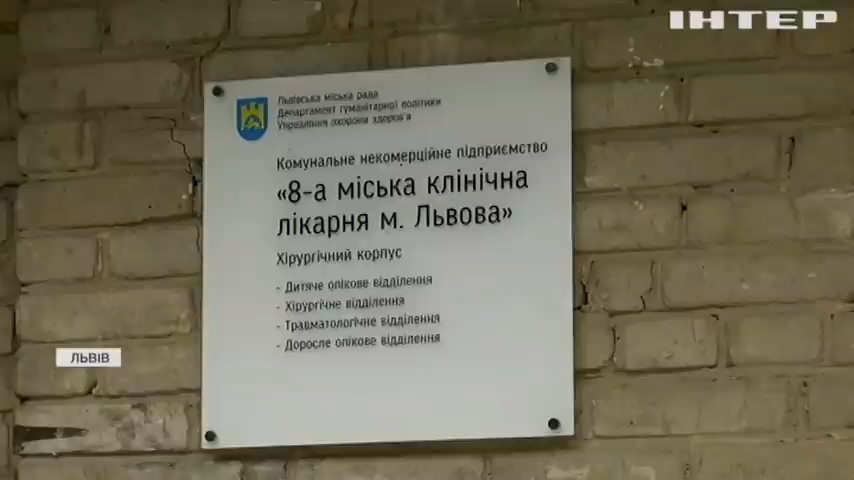 ІНТЕР
Львівська міська рада
Департамент гуманітарної політики
Управління охорони здоров'я
Комунальне некомерційне підприємство
«8-а міська клінічна
лікарня м. Львова»
Хірургічний корпус
- Дитяче опікове відділення
- Хірургічне відділення
- Травматологічне відділення
- Доросле опікове відділення
ЛЬВІВ